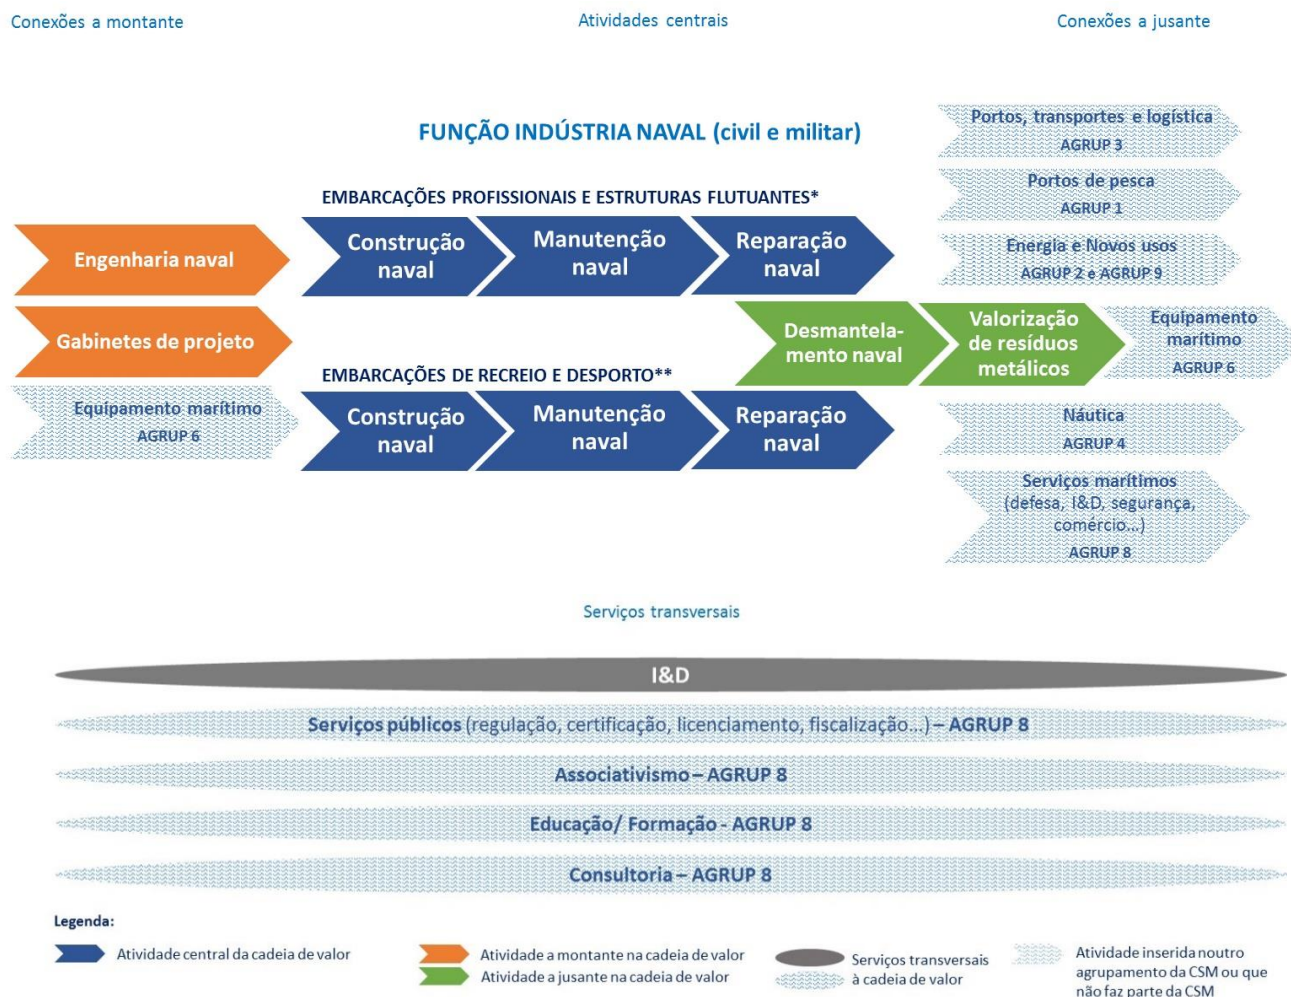 Conexões a montante
Atividades centrais
Conexões a jusante
FUNÇÃO INDÚSTRIA NAVAL (civil e militar)
EMBARCAÇÕES PROFISSIONAIS E ESTRUTURAS FLUTUANTES*
Engenharia naval
Gabinetes de projeto
Equipamento marítimo
AGRUP 6
Construção
naval
Manutenção
naval
Reparação
naval
Desmantela-
mento naval
Valorização
de resíduos
metálicos
EMBARCAÇÕES DE RECREIO E DESPORTO**
Construção
naval
Manutenção
naval
Reparação
naval
Portos, transportes e logística
AGRUP 3
Portos de pesca
AGRUP 1
Energia e Novos usos
AGRUP 2 e AGRUP 9
Equipamento
marítimo
AGRUP 6
Náutica
AGRUP 4
Serviços marítimos
(defesa, I&D, segurança,
comércio...)
AGRUP 8
Serviços transversais
I&D
Serviços públicos (regulação, certificação, licenciamento, fiscalização...) – AGRUP 8
Associativismo – AGRUP 8
Educação/ Formação - AGRUP 8
Consultoria – AGRUP 8
Legenda:
Atividade central da cadeia de valor
Atividade a montante na cadeia de valor
Atividade a jusante na cadeia de valor
Serviços transversais
à cadeia de valor
Atividade inserida noutro
agrupamento da CSM ou que
não faz parte da CSM